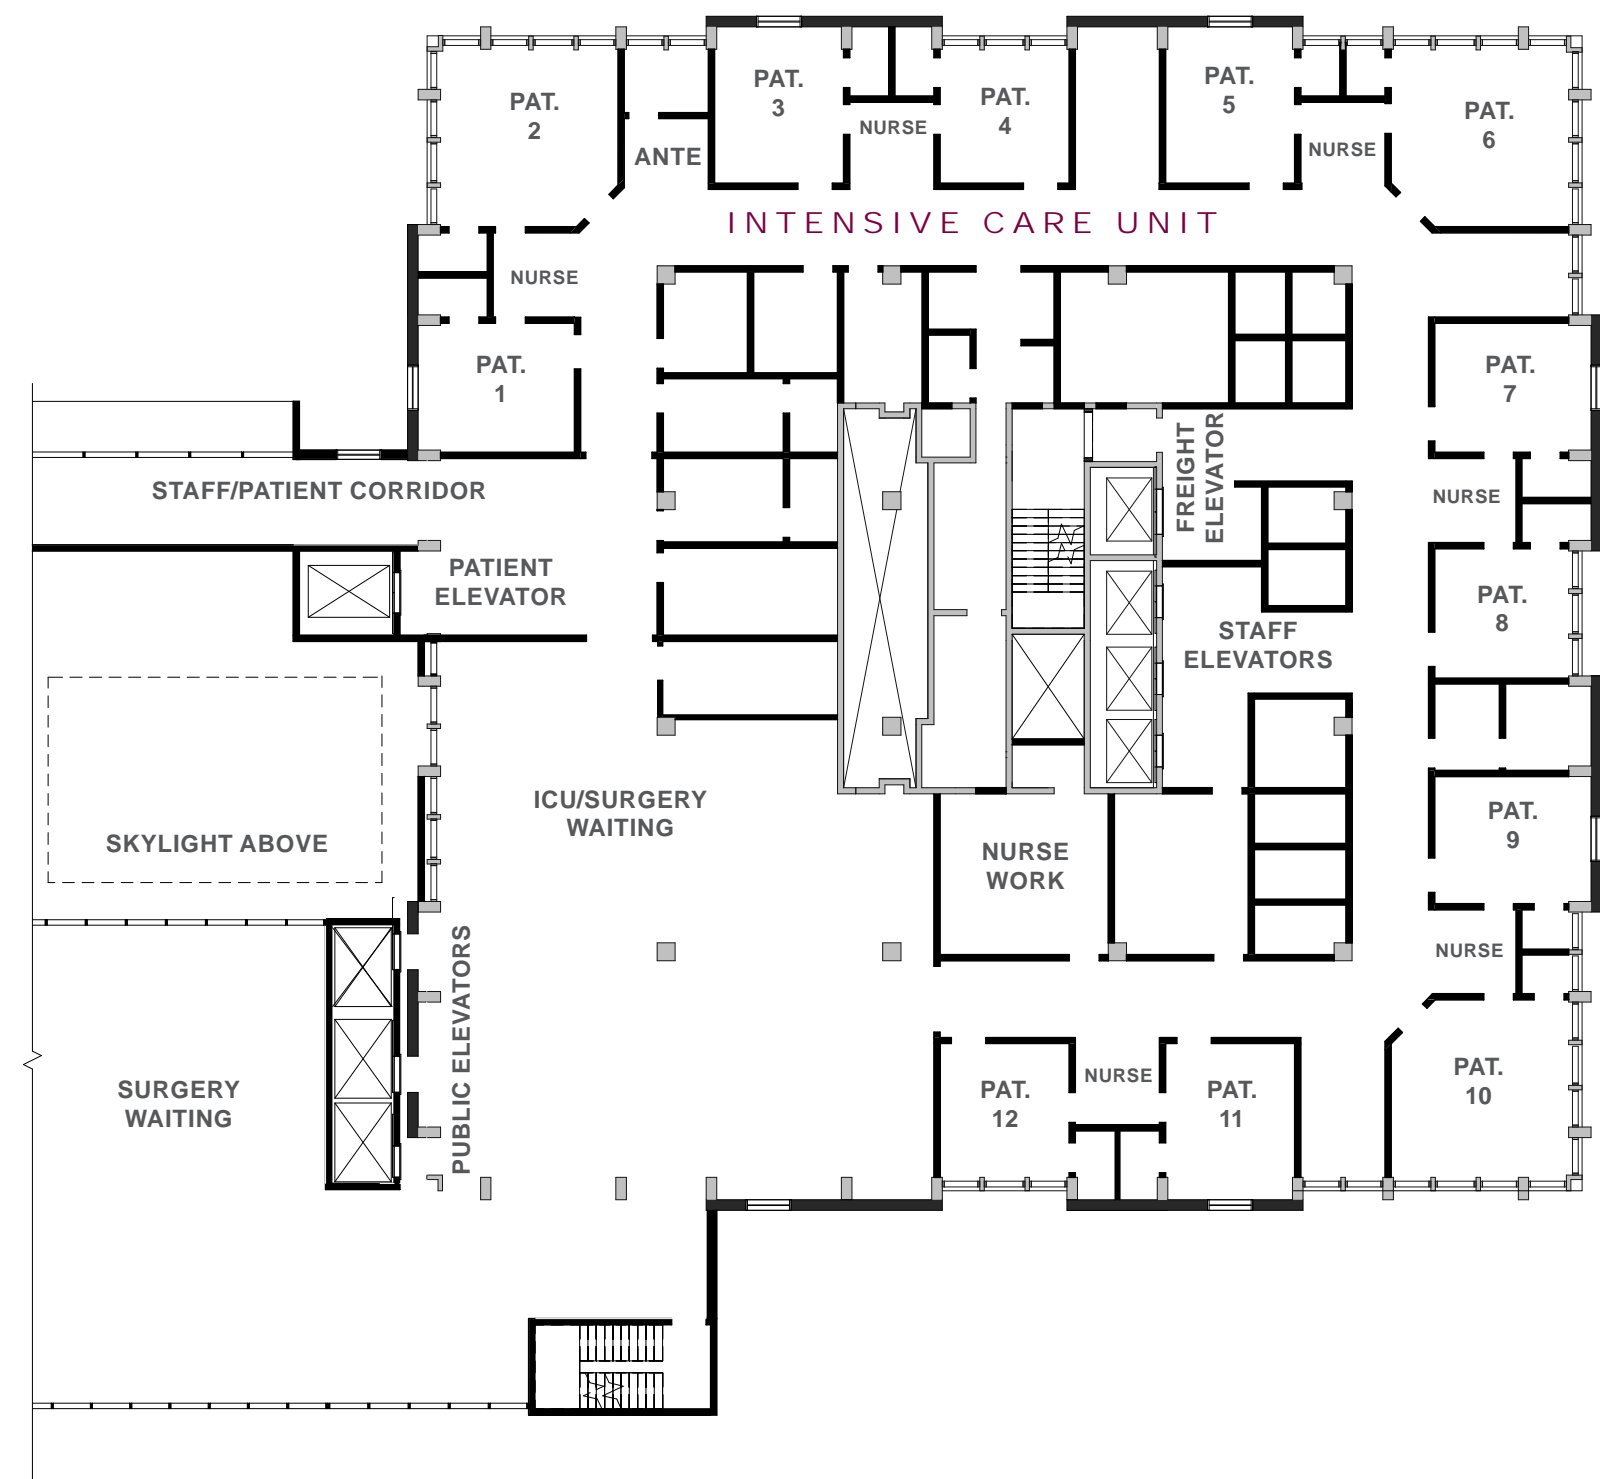 PAT.
2
PAT.
3
PAT.
4
PAT.
5
PAT.
6
NURSE
NURSE
ANTE
INTENSIVE CARE UNIT
NURSE
PAT.
1
PAT.
7
FREIGHT
ELEVATOR
STAFF/PATIENT CORRIDOR
NURSE
PATIENT
ELEVATOR
PAT.
8
STAFF
ELEVATORS
ICU/SURGERY
WAITING
SKYLIGHT ABOVE
NURSE
WORK
PAT.
9
NURSE
PUBLIC ELEVATORS
SURGERY
WAITING
PAT.
12
NURSE
PAT.
11
PAT.
10